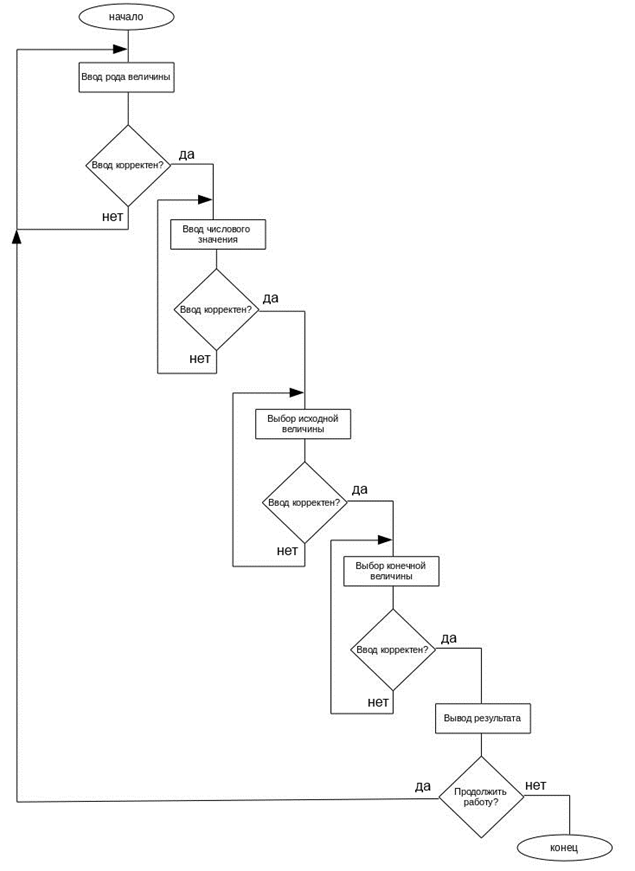 начало
Ввод рода величины
Ввод корректен?
да
нет
Ввод числового
значения
Ввод корректен?
да
нет
Выбор исходной
величины
Ввод корректен?
да
нет
Выбор конечной
величины
Ввод корректен?
да
нет
Вывод результата
да
Продолжить
работу?
нет
конец